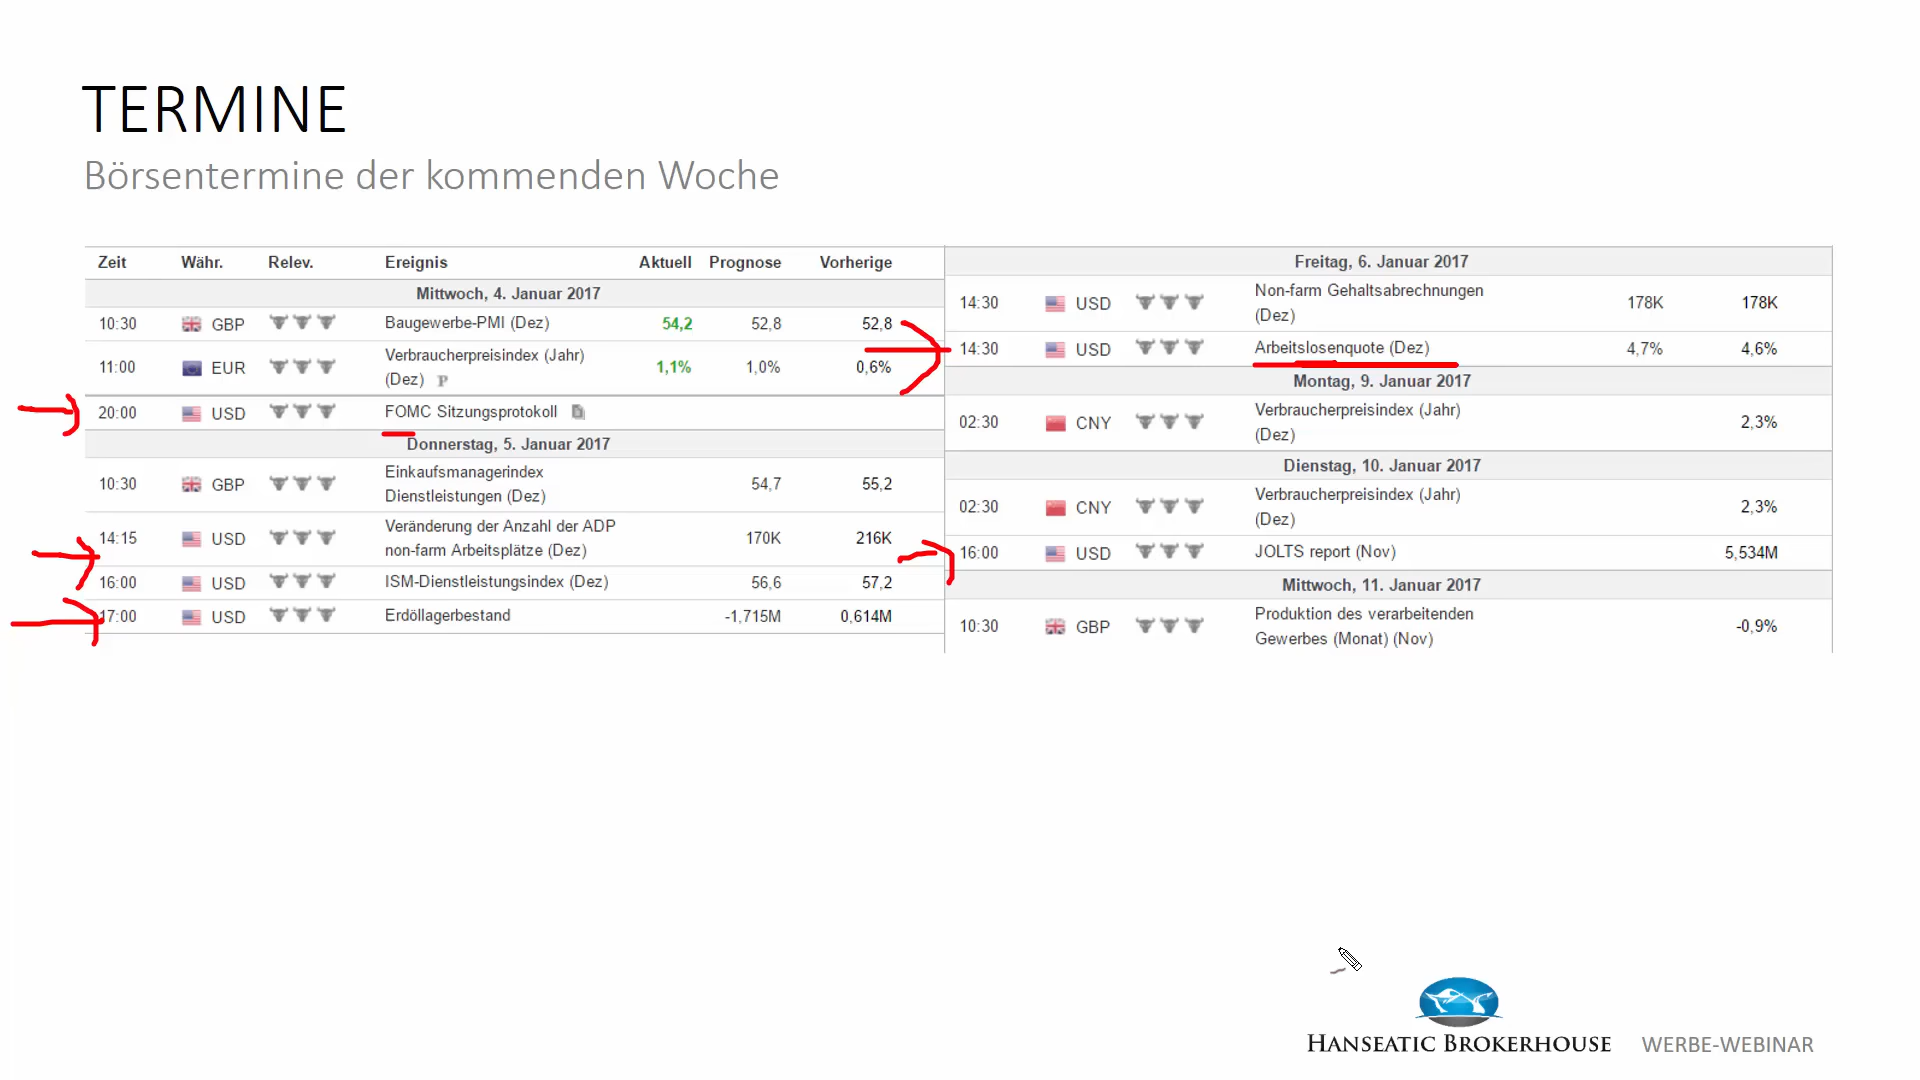 TERMINE
Börsentermine der kommenden Woche
Zeit Währ. Relev. Ereignis Aktuell Prognose Vorherige
Mittwoch, 4. Januar 2017
10:30 GBP Baugewerbe-PMI (Dez) 54,2 52,8 52,8
11:00 EUR Verbraucherpreisindex (Jahr)
(Dez) P 1,1% 1,0% 0,6%
20:00 USD FOMC Sitzungsprotokoll
Donnerstag, 5. Januar 2017
10:30 GBP Einkaufsmanagerindex
Dienstleistungen (Dez) 54,7 55,2
14:15 USD Veränderung der Anzahl der ADP
non-farm Arbeitsplätze (Dez) 170K 216K
16:00 USD ISM-Dienstleistungsindex (Dez) 56,6 57,2
17:00 USD Erdöllagerbestand -1,715M 0,614M
Freitag, 6. Januar 2017
14:30 USD Non-farm Gehaltsabrechnungen
(Dez) 178K 178K
14:30 USD Arbeitslosenquote (Dez) 4,7% 4,6%
Montag, 9. Januar 2017
02:30 CNY Verbraucherpreisindex (Jahr)
(Dez) 2,3%
Dienstag, 10. Januar 2017
02:30 CNY Verbraucherpreisindex (Jahr)
(Dez) 2,3%
16:00 USD JOLTS report (Nov) 5,534M
Mittwoch, 11. Januar 2017
10:30 GBP Produktion des verarbeitenden
Gewerbes (Monat) (Nov) -0,9%
HANSEATIC BROKERHOUSE WERBE-WEBINAR